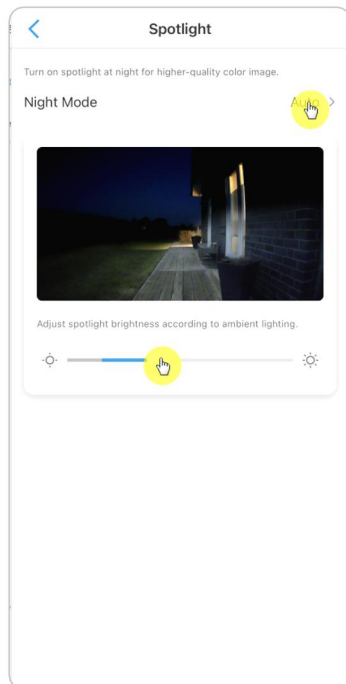 Spotlight
Turn on spotlight at night for higher-quality color image.
Night Mode
Auto
Adjust spotlight brightness according to ambient lighting.